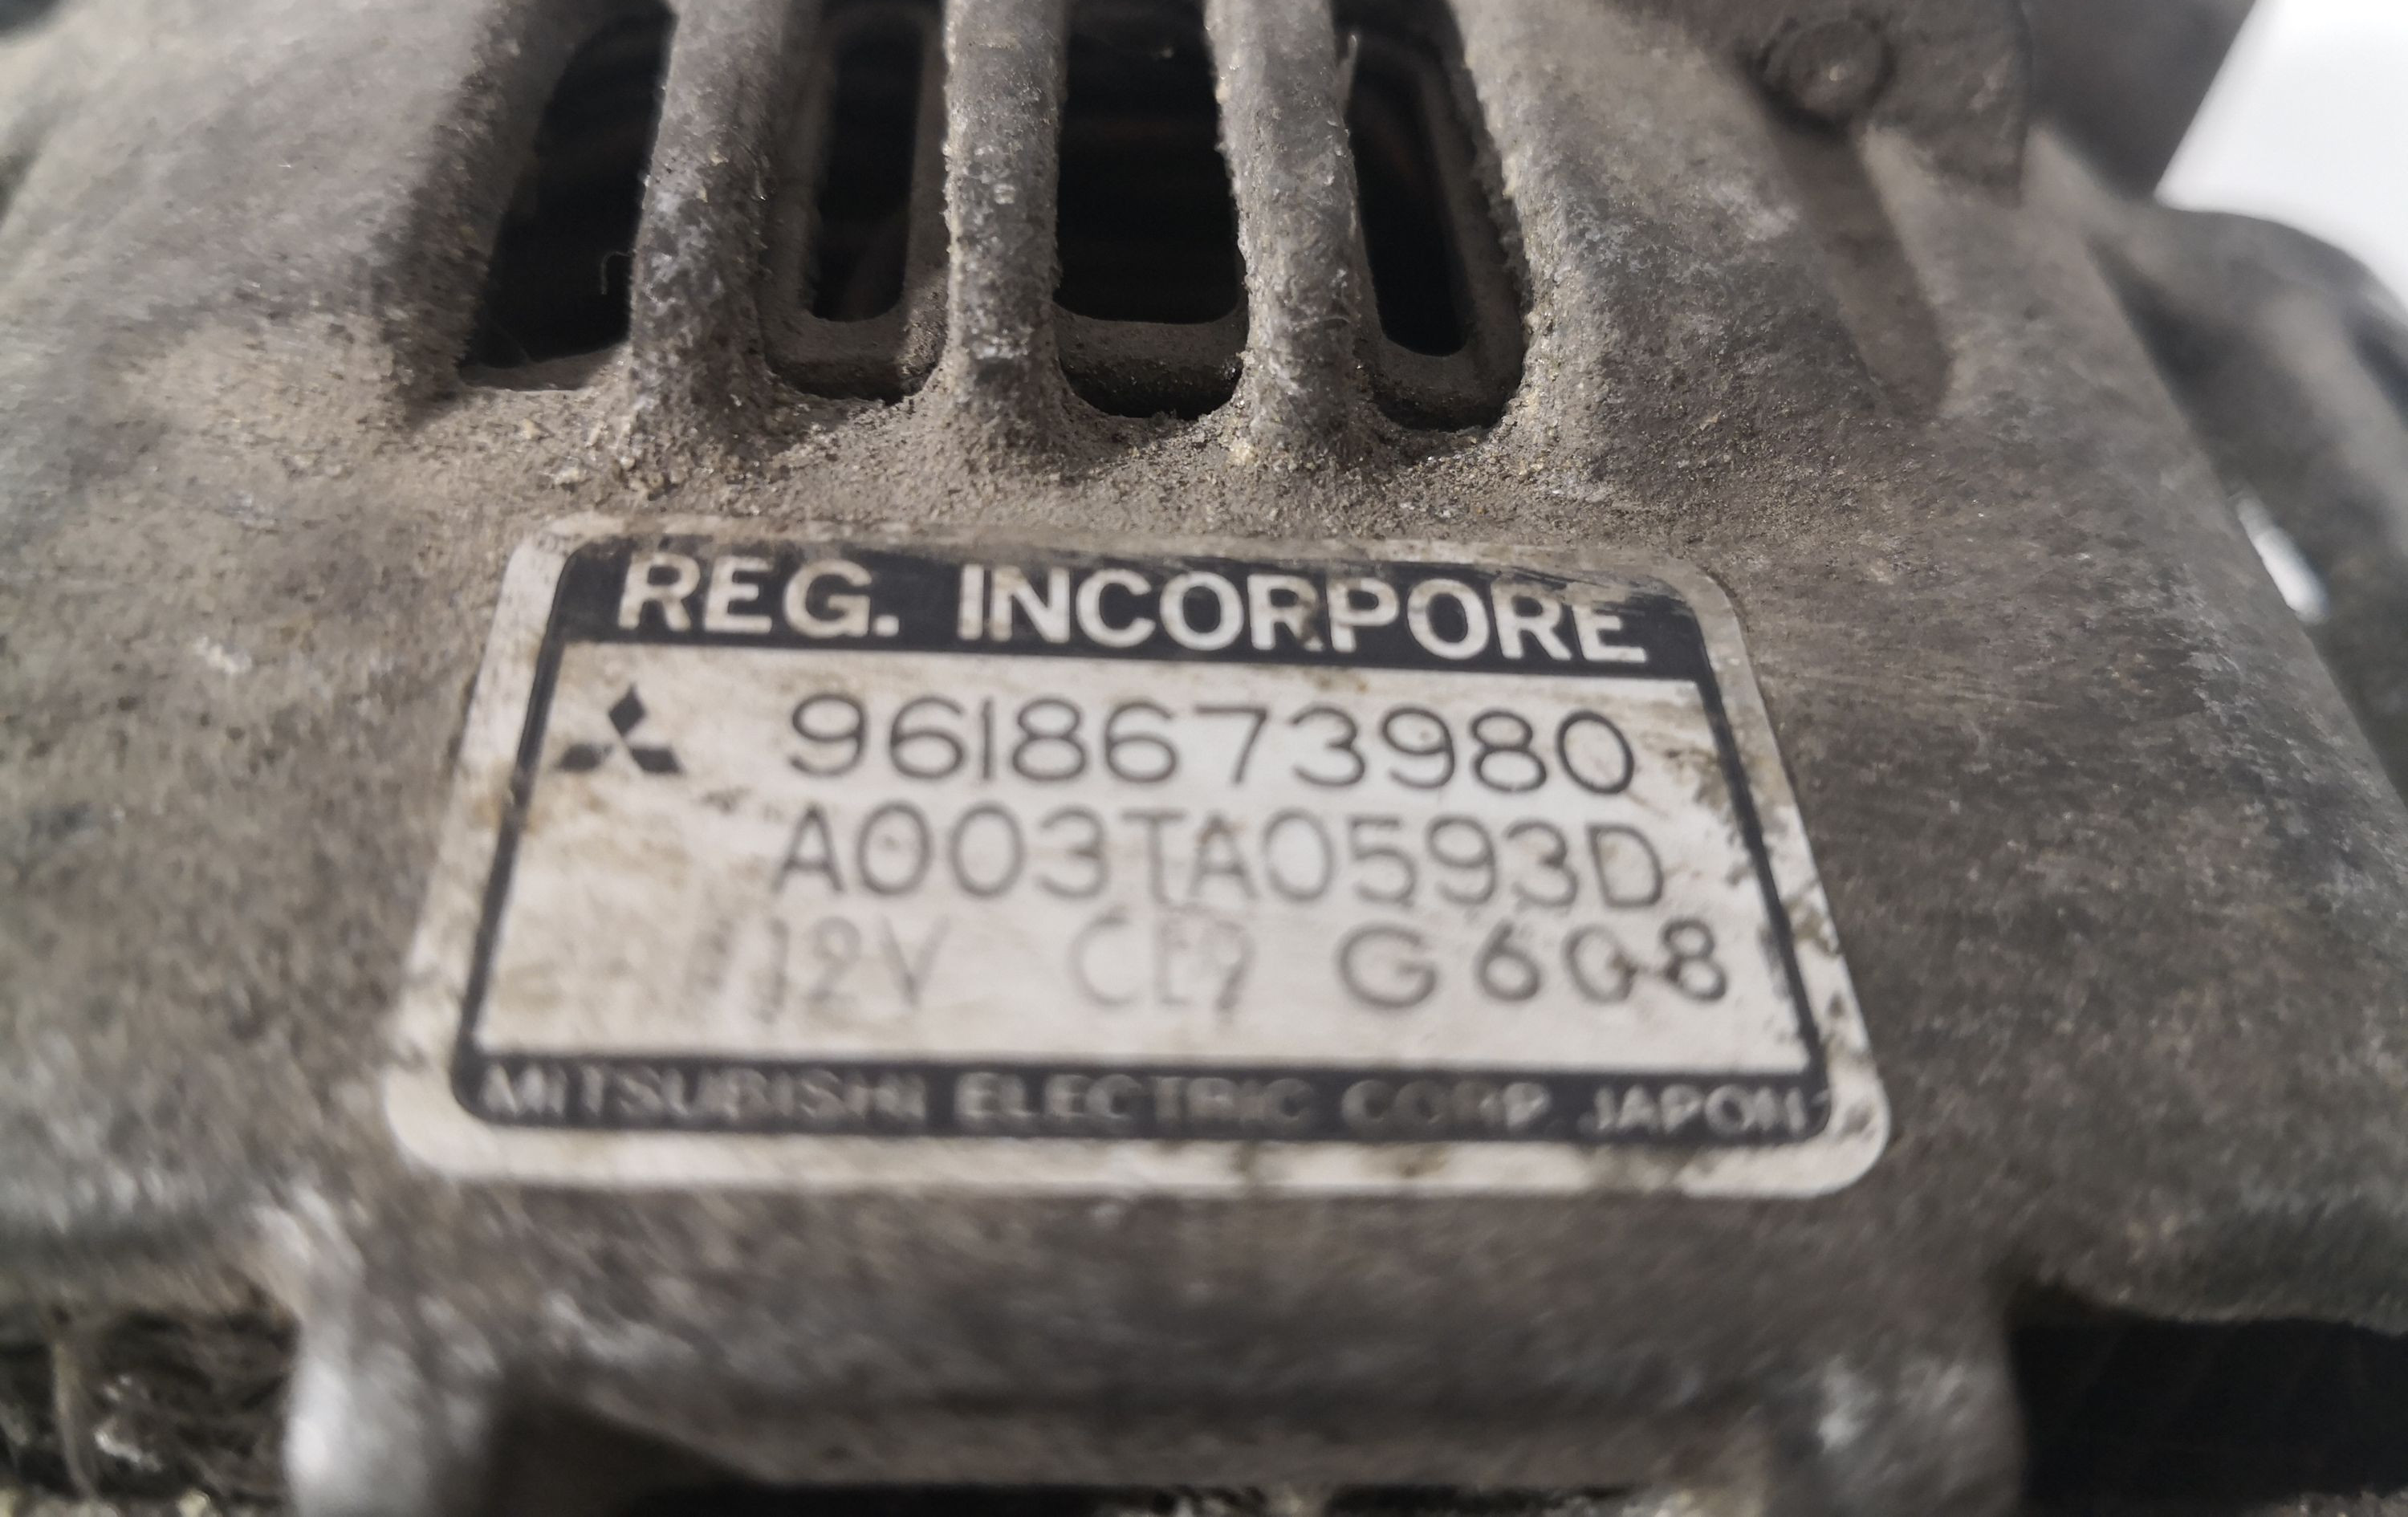 REG. INCORPORE
9618673980
A003TA0593D
12V G608
MITSUBISHI ELECTRIC CORP JAPON